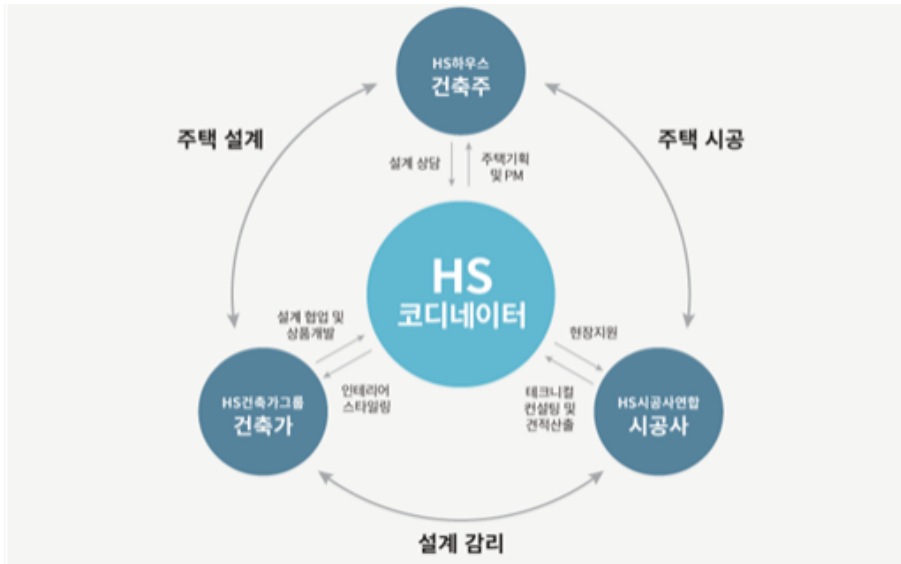 HS하우스
건축주
주택 설계
주택 시공
설계 상담
주택기획
및 PM
HS
코디네이터
설계 협업 및
상품개발
현장지원
인테리어
스타일링
테크니컬
컨설팅 및
견적산출
HS건축가그룹
건축가
HS시공사연합
시공사
설계 감리